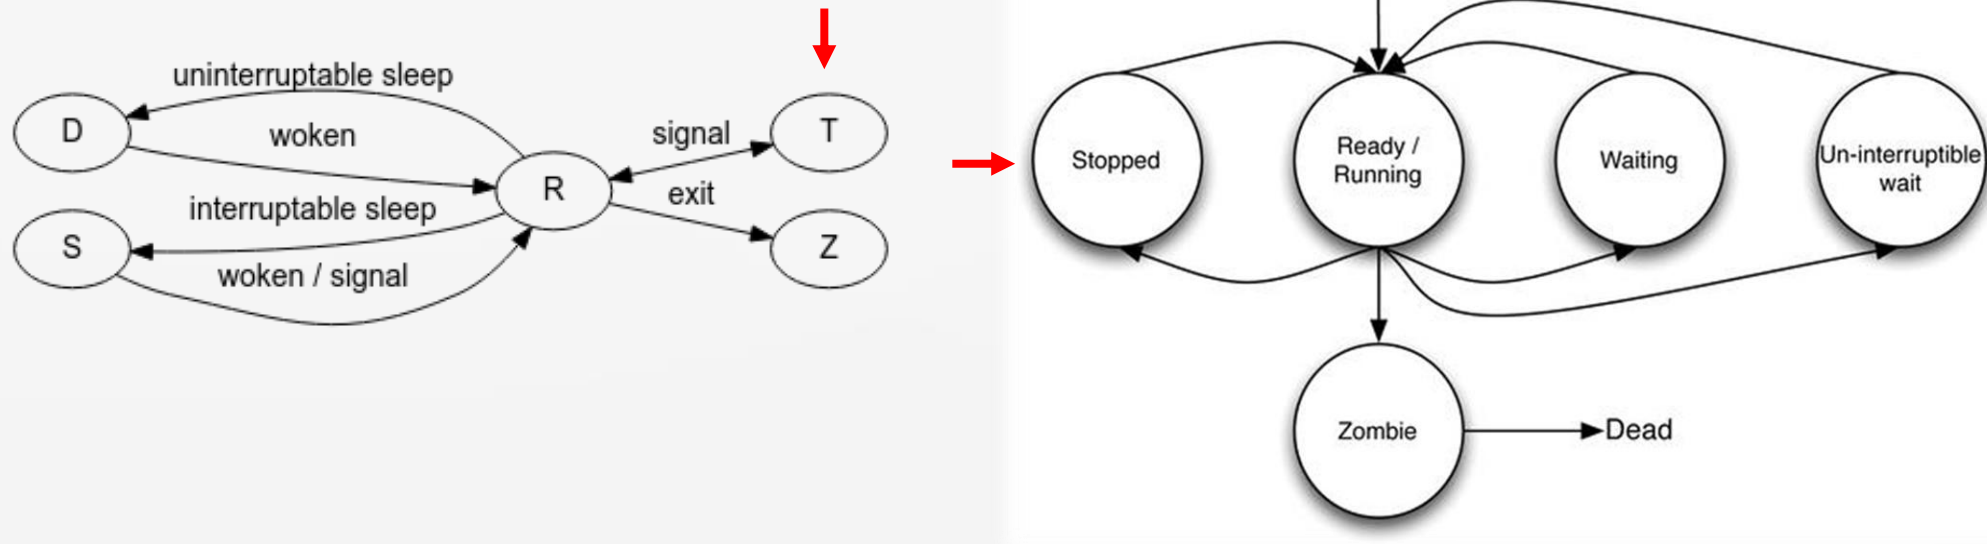 uninterruptable sleep
D
woken
interruptable sleep
S
woken / signal
R
signal
T
exit
Z
Stopped
Ready /
Running
Waiting
Un-interruptible
wait
Zombie
Dead